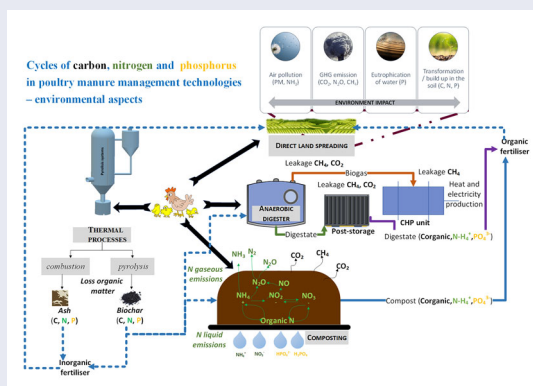 Cycles of carbon, nitrogen and phosphorus
in poultry manure management technologies
– environmental aspects
Air pollution
(PM, NH₃)
GHG emission
(CO₂, N₂O, CH₄)
Eutrophication
of water (P)
Transformation
/ build up in the
soil (C, N, P)
ENVIRONMENT IMPACT
DIRECT LAND SPREADING
Organic
fertiliser
Leakage CH₄, CO₂
Biogas
Leakage CH₄
ANAEROBIC
DIGESTER
Leakage CH₄, CO₂
Heat and
electricity
production
CHP unit
Digestate
Post-storage
Digestate (Corganic,N-H₄⁺,PO₄³⁻)
THERMAL
PROCESSES
combustion
pyrolysis
Loss organic
matter
Ash
(C, N, P)
Biochar
(C, N, P)
Inorganic
fertiliser
N gaseous
emissions
NH₃
N₂
N₂O
CO₂
CH₄
CO₂
N₂O
NO
NH₄
NO₂
NO₃
Organic N
Compost (Corganic,N-H₄⁺,PO₄³⁻)
N liquid
emissions
COMPOSTING